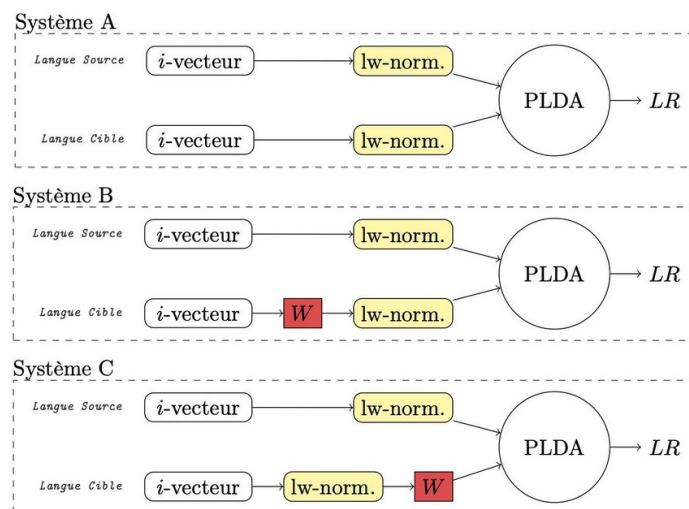 Système A
Langue Source i-vecteur lw-norm.
PLDA LR
Langue Cible i-vecteur lw-norm.
Système B
Langue Source i-vecteur lw-norm.
PLDA LR
Langue Cible i-vecteur W lw-norm.
Système C
Langue Source i-vecteur lw-norm.
PLDA LR
Langue Cible i-vecteur lw-norm. W